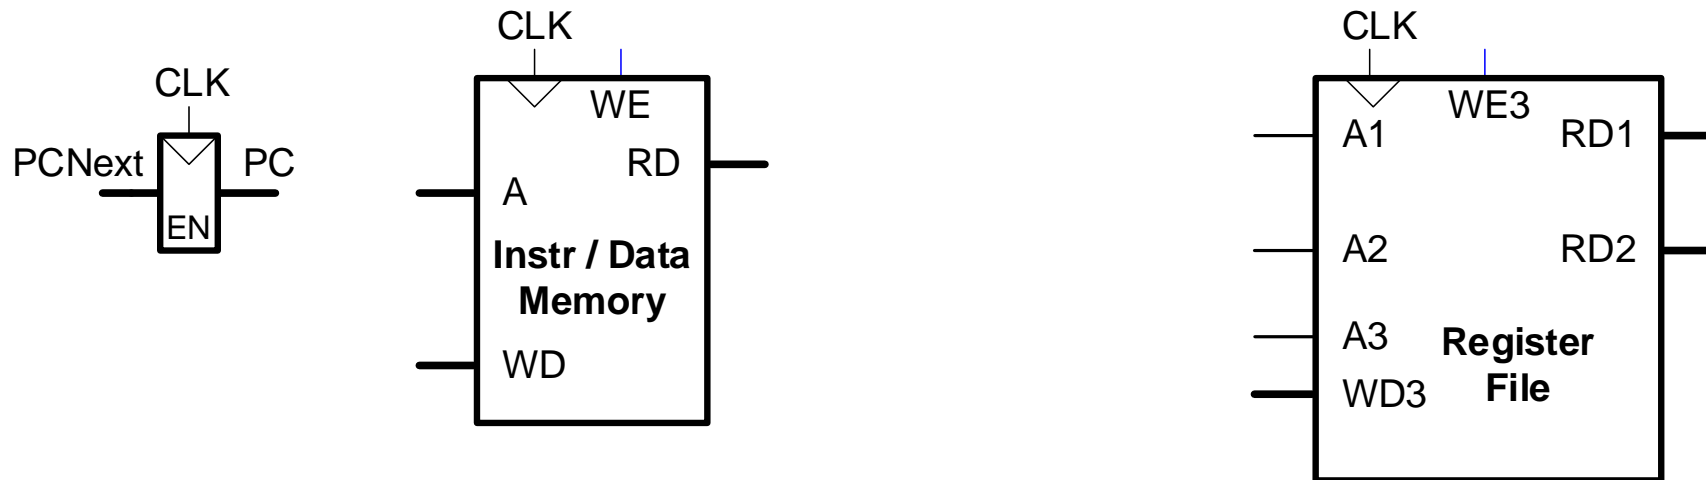 CLK
PCNext
PC
EN
CLK
WE
RD
A
Instr / Data
Memory
WD
CLK
WE3
A1
RD1
A2
RD2
A3
Register
File
WD3